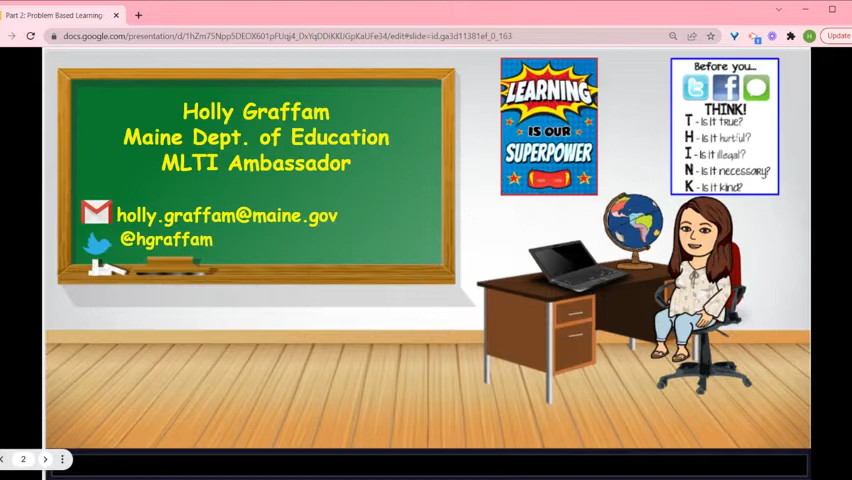 Part 2: Problem Based Learning
docs.google.com/presentation/d/1hZm75Npp5DEOX601pFUqj4_DxYqDDiKKUGpKaUFe34/edit#slide=id.ga3d11381ef_0_163
Update
Holly Graffam
Maine Dept. of Education
MLTI Ambassador
holly.graffam@maine.gov
@hgraffam
LEARNING
IS OUR
SUPERPOWER
Before you...
THINK!
T - Is it true?
H - Is it hurtful?
I - Is it illegal?
N - Is it necessary?
K - Is it kind?
2